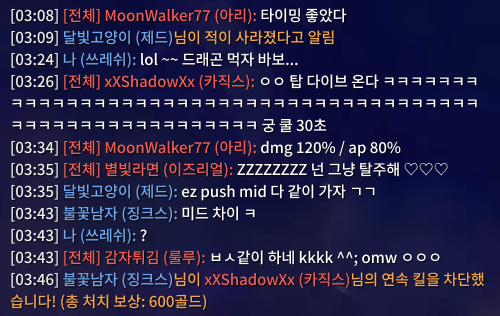 [03:08] [전체] MoonWalker77 (아리): 타이밍 좋았다
[03:09] 달빛고양이 (제드)님이 적이 사라졌다고 알림
[03:24] 나 (쓰레쉬): lol ~~ 드래곤 먹자 바보...
[03:26] [전체] xXShadowXx (카직스): ㅇㅇ 탑 다이브 온다 ㅋㅋㅋㅋㅋㅋㅋ
ㅋㅋㅋㅋㅋㅋㅋㅋㅋㅋㅋㅋㅋㅋㅋㅋㅋㅋㅋㅋㅋㅋㅋㅋㅋㅋㅋㅋㅋㅋㅋㅋ
ㅋㅋㅋㅋㅋㅋㅋㅋㅋㅋㅋㅋㅋㅋㅋㅋㅋ 궁 쿨 30초
[03:34] [전체] MoonWalker77 (아리): dmg 120% / ap 80%
[03:35] [전체] 별빛라면 (이즈리얼): ZZZZZZZZ 넌 그냥 탈주해 ♡♡♡
[03:35] 달빛고양이 (제드): ez push mid 다 같이 가자 ㄱㄱ
[03:43] 불꽃남자 (징크스): 미드 차이 ㅋ
[03:43] 나 (쓰레쉬): ?
[03:43] [전체] 감자튀김 (룰루): ㅂㅅ같이 하네 kkkk ^^; omw ㅇㅇㅇ
[03:46] 불꽃남자 (징크스)님이 xXShadowXx (카직스)님의 연속 킬을 차단했
습니다! (총 처치 보상: 600골드)